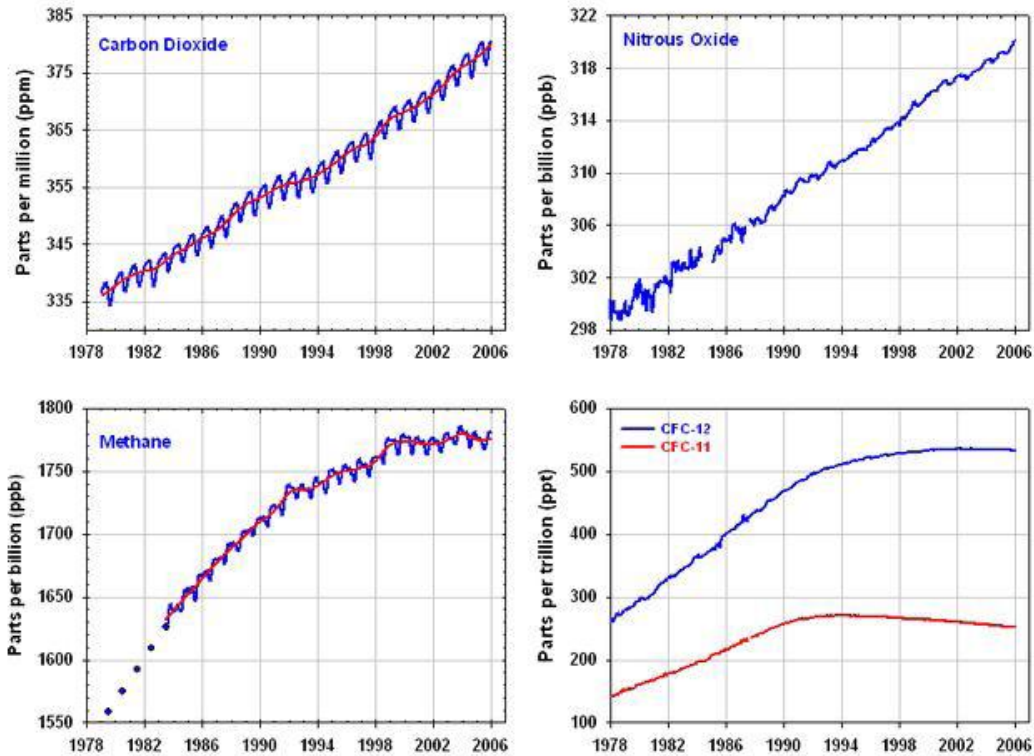 Carbon Dioxide
Parts per million (ppm)
385
375
365
355
345
335
1978 1982 1986 1990 1994 1998 2002 2006
Nitrous Oxide
Parts per billion (ppb)
322
318
314
310
306
302
298
1978 1982 1986 1990 1994 1998 2002 2006
Methane
Parts per billion (ppb)
1800
1750
1700
1650
1600
1550
1978 1982 1986 1990 1994 1998 2002 2006
CFC-12
CFC-11
Parts per trillion (ppt)
600
500
400
300
200
100
1978 1982 1986 1990 1994 1998 2002 2006